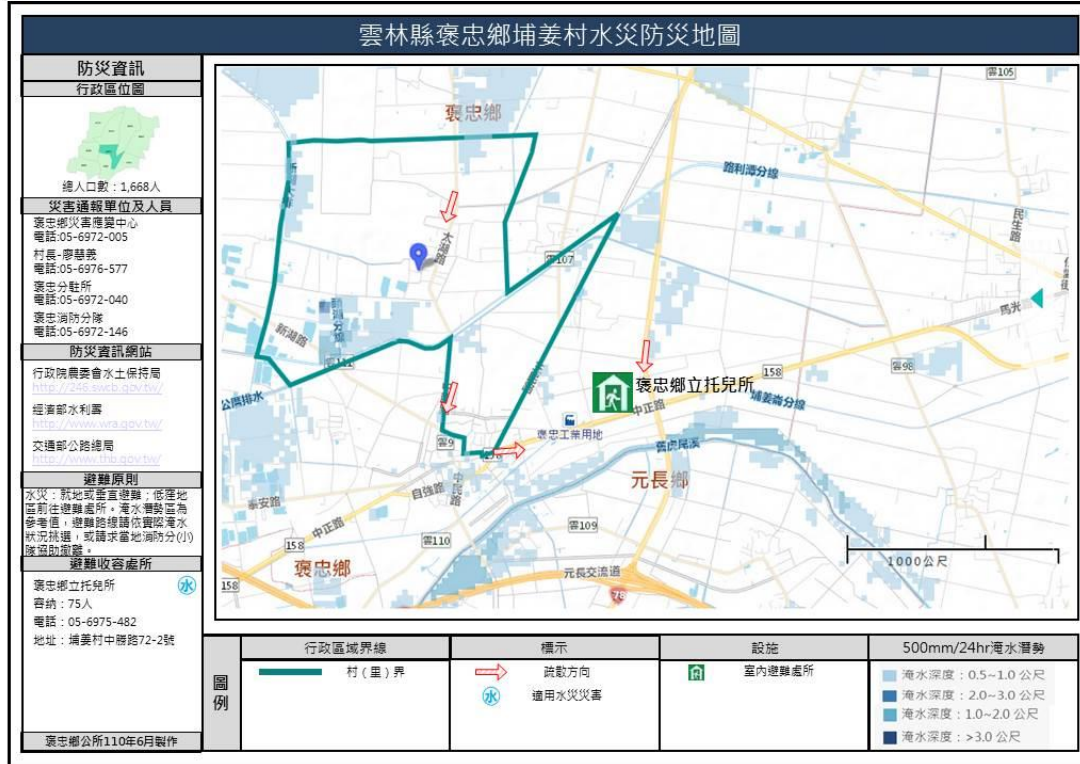 雲林縣褒忠鄉埔姜村水災防災地圖
防災資訊
行政區位圖
總人口數：1,668人
災害通報單位及人員
褒忠鄉災害應變中心
電話:05-6972-005
村長-廖慧義
電話:05-6976-577
褒忠分駐所
電話:05-6972-040
褒忠消防分隊
電話:05-6972-146
防災資訊網站
行政院農委會水土保持局
http://246.swcb.gov.tw/
經濟部水利署
http://www.wra.gov.tw/
交通部公路總局
http://www.thb.gov.tw/
避難原則
水災：就地或垂直避難；低窪地
區前往避難處所。淹水潛勢區為
參考值，避難路線請依實際淹水
狀況挑選，或請求當地消防分(小)
隊協助撤離。
避難收容處所
褒忠鄉立托兒所
水
容納：75人
電話：05-6975-482
地址：埔姜村中勝路72-2號
褒忠鄉公所110年6月製作
雲105
褒忠鄉
路利潭分線
民生路
大湖路
雲107
馬光
新湖分線
新湖路
雲111
158
雲98
褒忠鄉立托兒所
公隔排水
中正路
埔姜崙分線
褒忠工業用地
雲9
舊虎尾溪
元長鄉
中民路
自強路
泰安路
中正路
雲109
158
雲110
1000公尺
褒忠鄉
元長交流道
158
78
圖例
行政區域界線
標示
設施
500mm/24hr淹水潛勢
村（里）界
疏散方向
室內避難處所
淹水深度：0.5~1.0 公尺
水
適用水災災害
淹水深度：2.0~3.0 公尺
淹水深度：1.0~2.0 公尺
淹水深度：>3.0 公尺